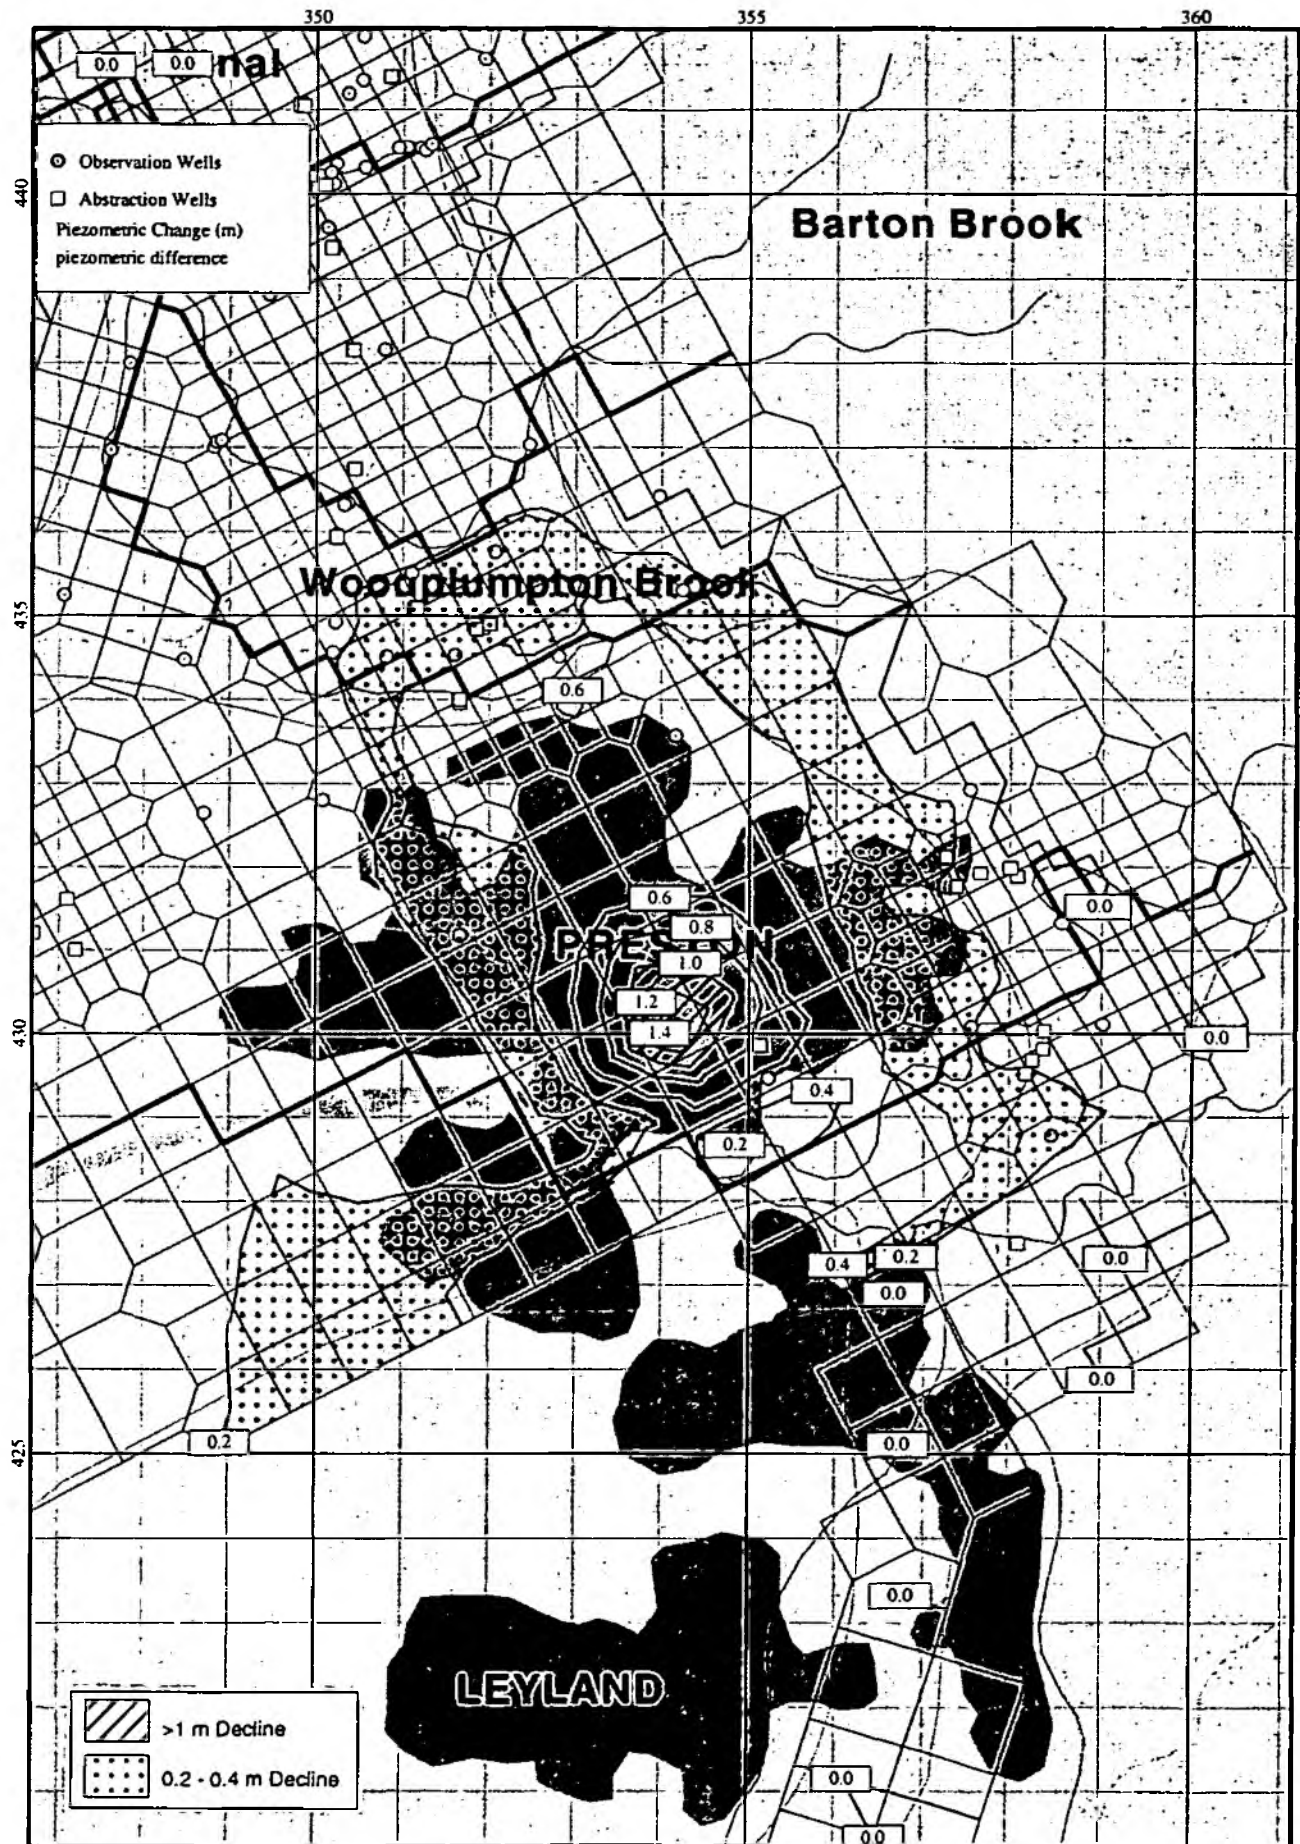 350 355 360
0.0 0.0 nal
Observation Wells
Abstraction Wells
Piezometric Change (m)
piezometric difference
440
Barton Brook
Woodplumpton Brook
435
0.6
0.6
0.0
0.8
PRESTON
1.0
1.2
1.4
430
0.0
0.4
0.2
0.4 0.2 0.0
0.0
0.0
0.2
0.0
425
0.0
LEYLAND
>1 m Decline
0.2 - 0.4 m Decline
0.0
0.0